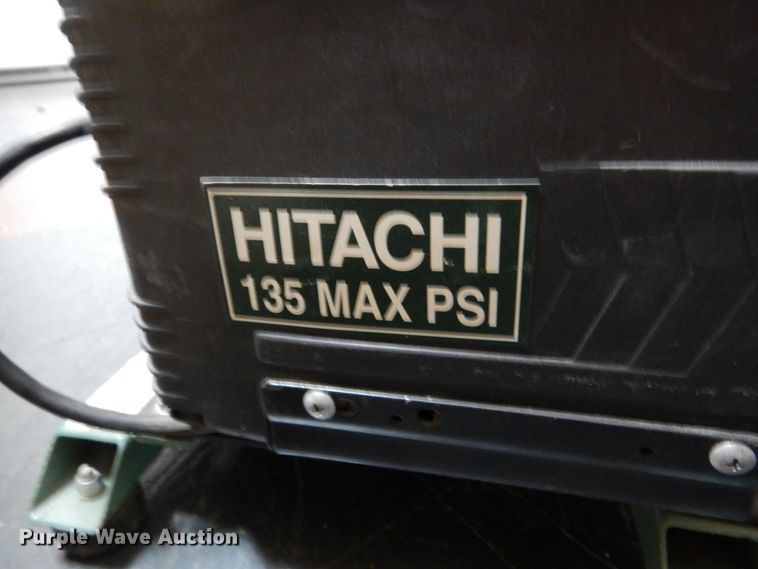 HITACHI
135 MAX PSI
Purple Wave Auction